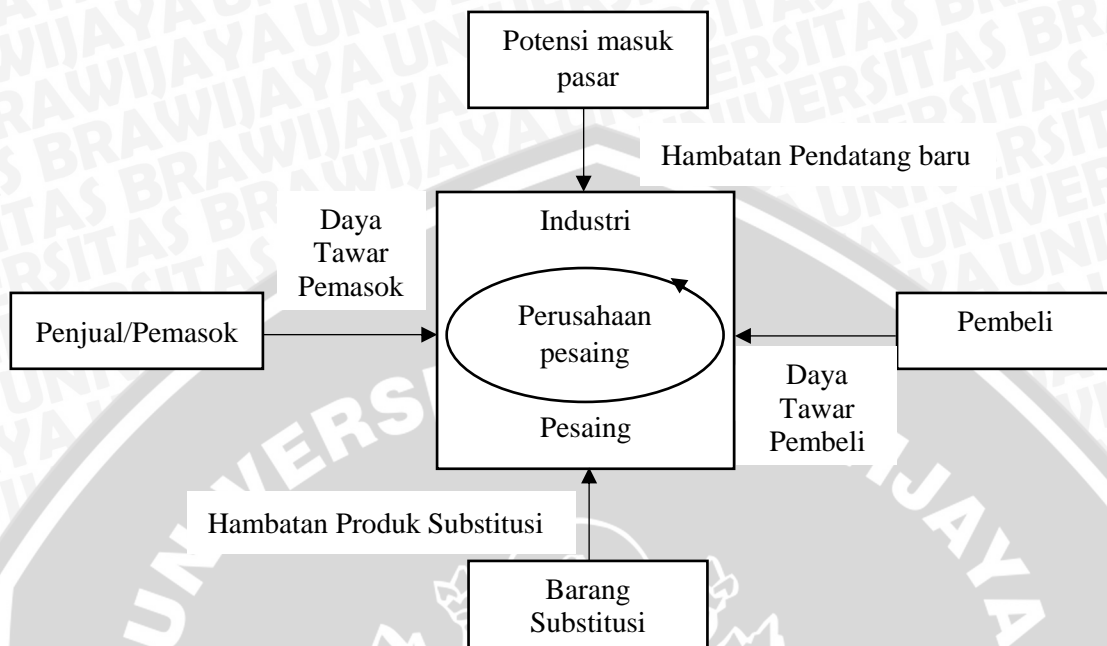 Potensi masuk
pasar
Hambatan Pendatang baru
Industri
Daya
Tawar
Pemasok
Penjual/Pemasok
Perusahaan
pesaing
Pembeli
Daya
Tawar
Pembeli
Pesaing
Hambatan Produk Substitusi
Barang
Substitusi